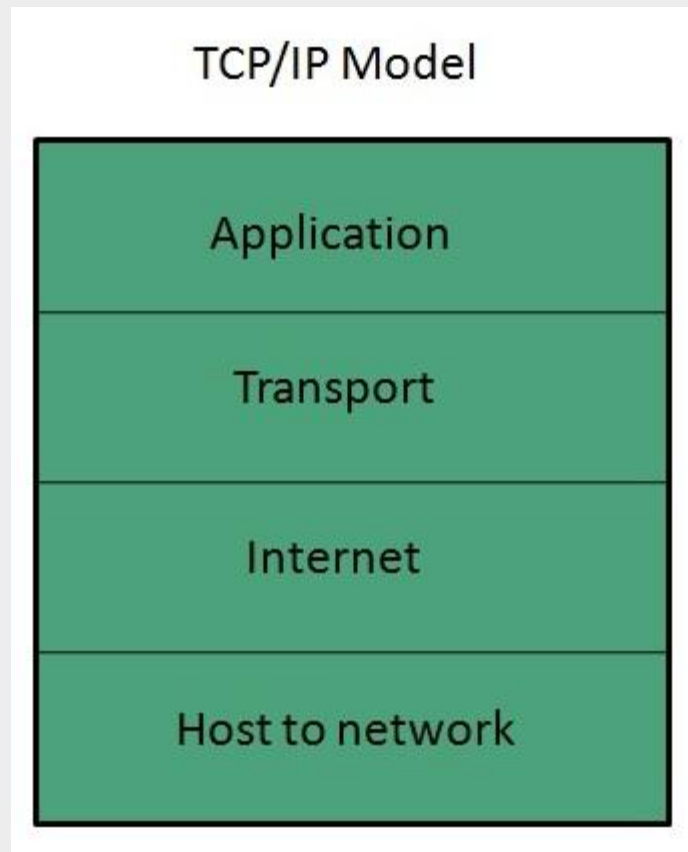 TCP/IP Model
Application
Transport
Internet
Host to network